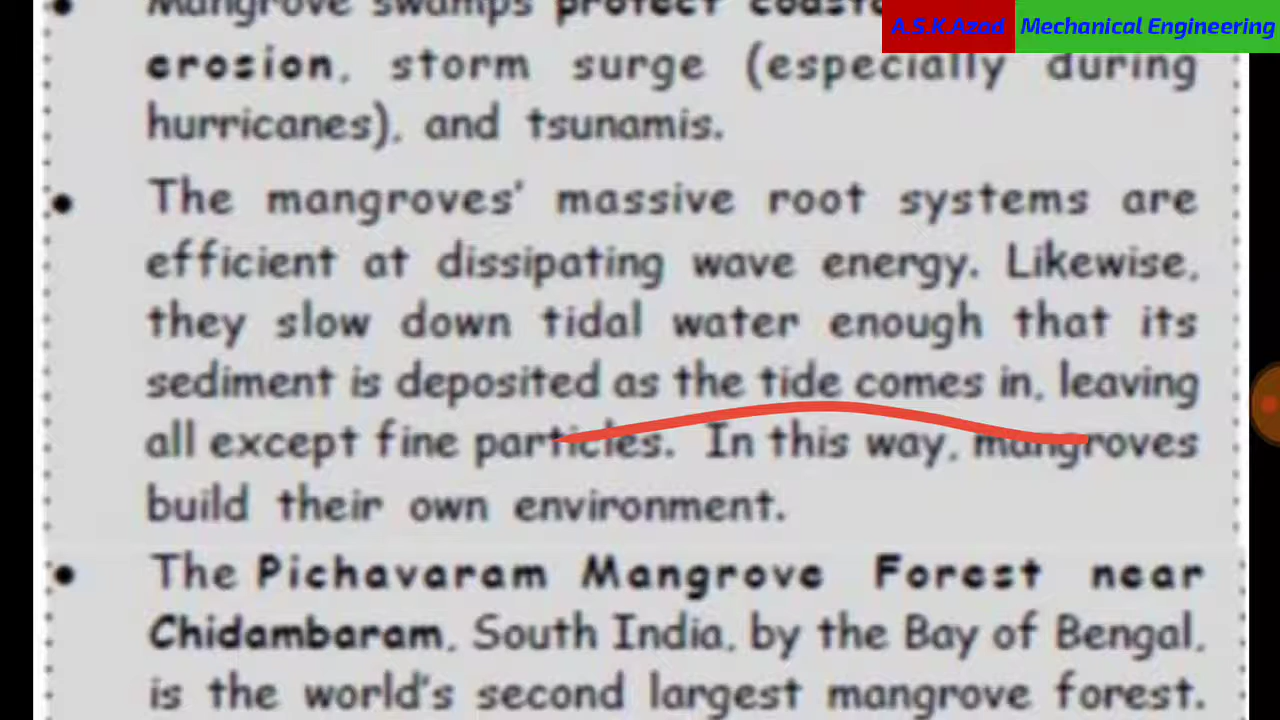 A.S.K.Azad Mechanical Engineering
Mangrove swamps protect
erosion, storm surge (especially during
hurricanes), and tsunamis.
The mangroves' massive root systems are
efficient at dissipating wave energy. Likewise,
they slow down tidal water enough that its
sediment is deposited as the tide comes in, leaving
all except fine particles. In this way, mangroves
build their own environment.
The Pichavaram Mangrove Forest near
Chidambaram, South India, by the Bay of Bengal,
is the world's second largest mangrove forest.